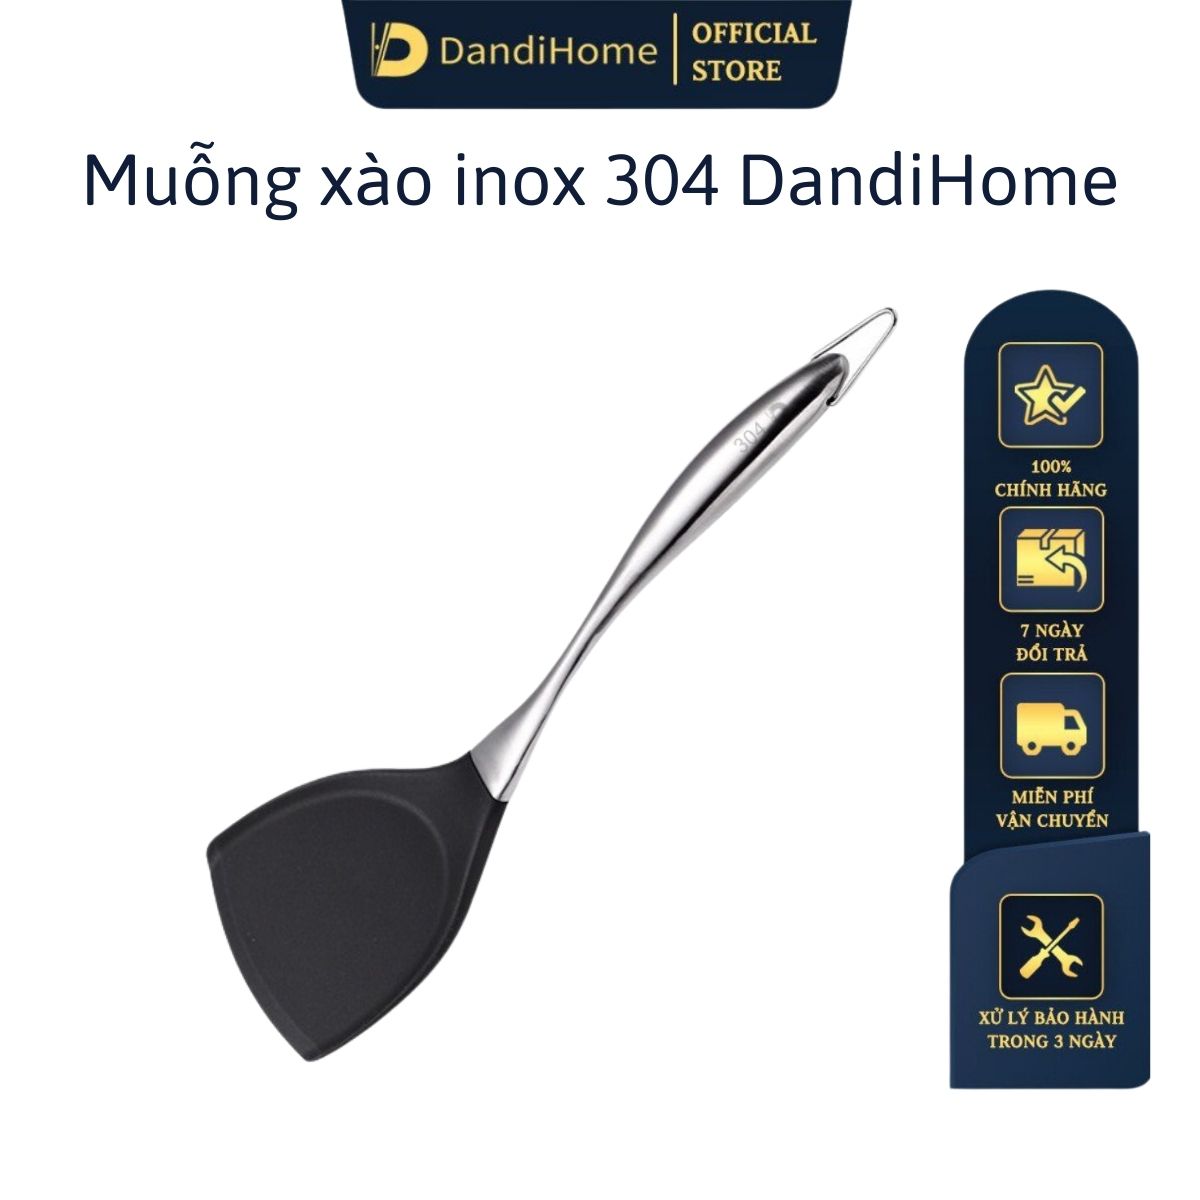 DandiHome
OFFICIAL
STORE
Muỗng xào inox 304 DandiHome
304
100%
CHÍNH HÃNG
7 NGÀY
ĐỔI TRẢ
MIỄN PHÍ
VẬN CHUYỂN
XỬ LÝ BẢO HÀNH
TRONG 3 NGÀY